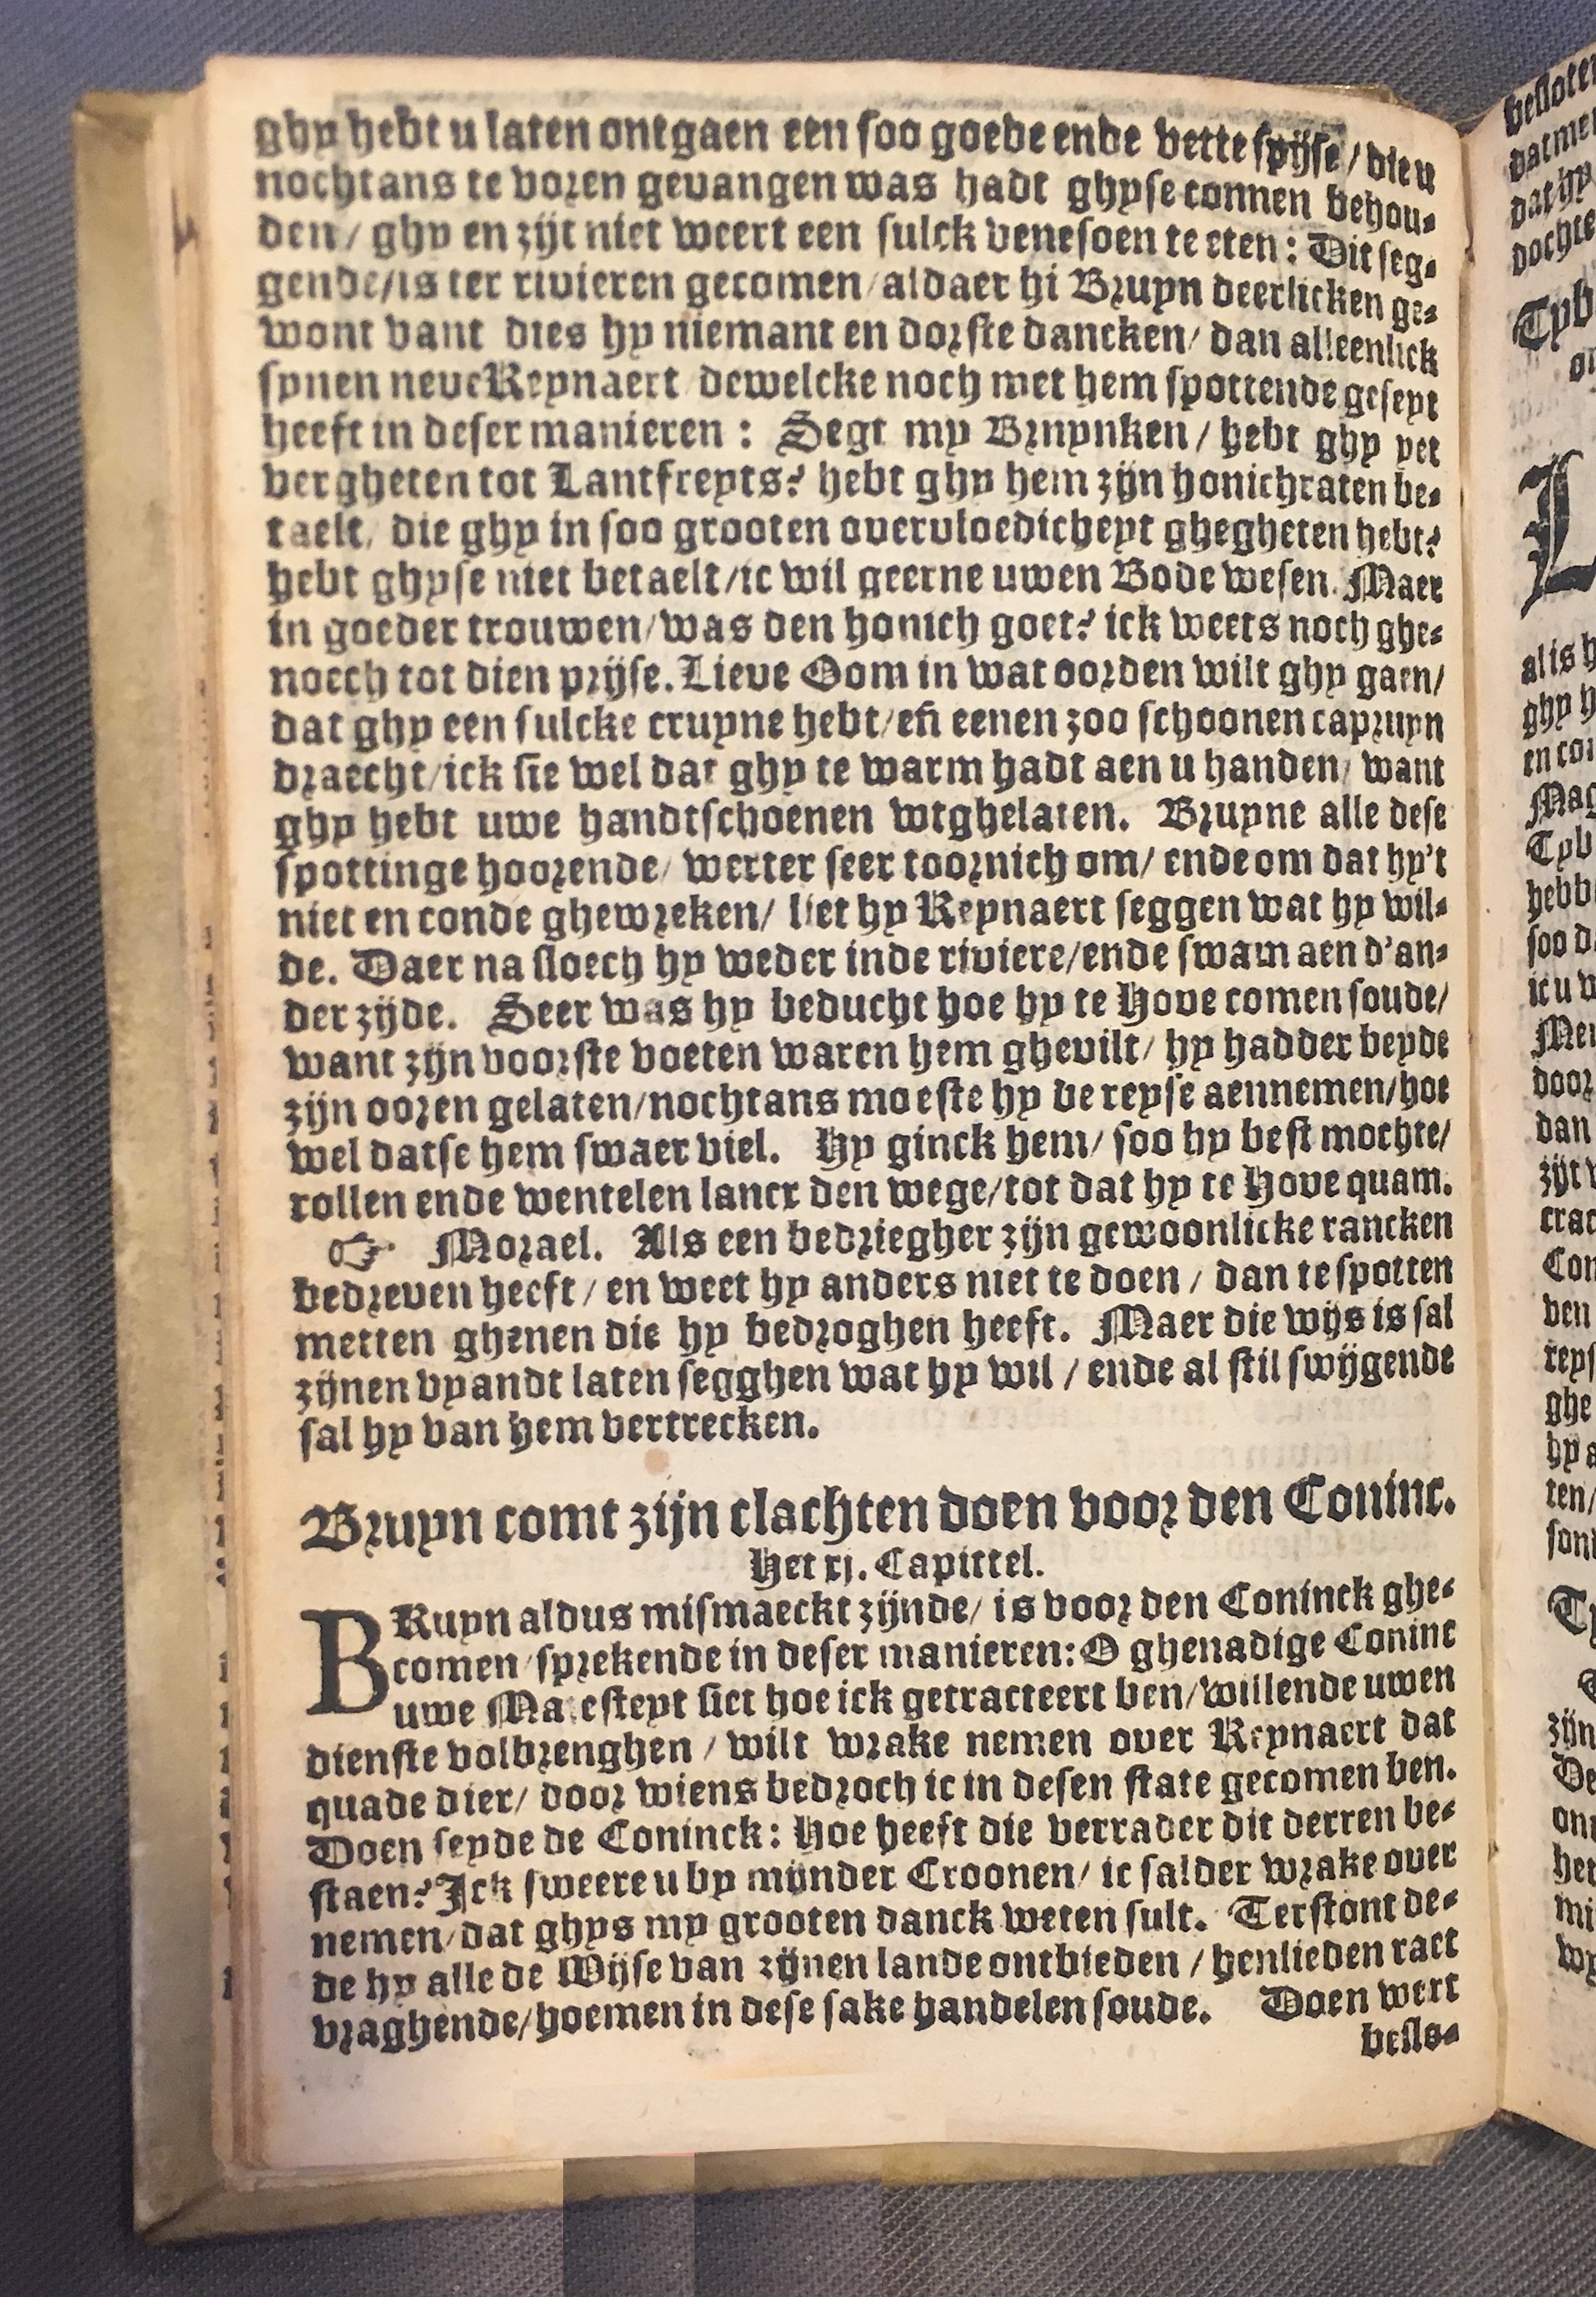 ghy hebt u laten ontgaen een soo goede ende vette spijse/ die u
nochtans te voren gevangen was hadt ghyse connen behou-
den/ ghy en zijt niet weert een sulck venesoen te eten: Dit seg-
gende/is ter rivieren gecomen/aldaer hi Bruyn deerlicken ge-
wont vant dies hy niemant en dorste dancken/ dan alleenlick
synen neve Reynaert dewelcke noch met hem spottende geseyt
heeft in deser manieren: Segt my Brnynken/ hebt ghy yet
vergheten tot Lantfreyts? hebt ghy hem zijn honichraten be-
taelt, die ghy in soo grooten overvloedicheyt ghegheten hebt?
hebt ghyse niet betaelt/ic wil geerne uwen Bode wesen. Maer
in goeder trouwen/was den honich goet? ick weets noch ghe-
noech tot dien prijse. Lieve Oom in wat oorden wilt ghy gaen/
dat ghy een sulcke cruyne hebt/en̄ eenen zoo schoonen capruyn
draecht/ick sie wel dat ghy te warm hadt aen u handen/ want
ghy hebt uwe handtschoenen wtghelaten. Bruyne alle dese
spottinge hoorende/ werter seer toornich om/ ende om dat hy't
niet en conde ghewreken/ liet hy Reynaert seggen wat hy wil-
de. Daer na sloech hy weder inde riviere/ende swam aen d'an-
der zijde. Seer was hy beducht hoe hy te Hove comen soude/
want zijn voorste voeten waren hem ghevilt/ hy hadder beyde
zijn ooren gelaten/nochtans moeste hy de reyse aennemen/hoe
wel datse hem swaer viel. Hy ginck hem/ soo hy best mochte/
rollen ende wentelen lancx den wege/tot dat hy te Hove quam.
☞ Morael. Als een bedriegher zijn gewoonlicke rancken
bedreven heeft/ en weet hy anders niet te doen/ dan te spotten
metten ghenen die hy bedroghen heeft. Maer die wijs is sal
zijnen vyandt laten segghen wat hy wil/ ende al stil swijgende
sal hy van hem vertrecken.
Bruyn comt zijn clachten doen voor den Coninc.
Het xj. Capittel.
BRuyn aldus mismaeckt zijnde/ is voor den Coninck ghe-
comen/sprekende in deser manieren: O ghenadige Coninc
uwe Ma esteyt siet hoe ick getracteert ben/willende uwen
dienste volbrenghen/ wilt wrake nemen over Reynaert dat
quade dier/ door wiens bedroch ic in desen state gecomen ben.
Doen seyde de Coninck: Hoe heeft die verrader dit derren be-
staen? Ick sweere u by mijnder Croonen/ ic salder wrake over
nemen/dat ghys my grooten danck weten sult. Terstont de-
de hy alle de Wijse van zijnen lande ontbieden/ henlieden raet
vraghende/hoemen in dese sake handelen soude. Doen wert
beslo-